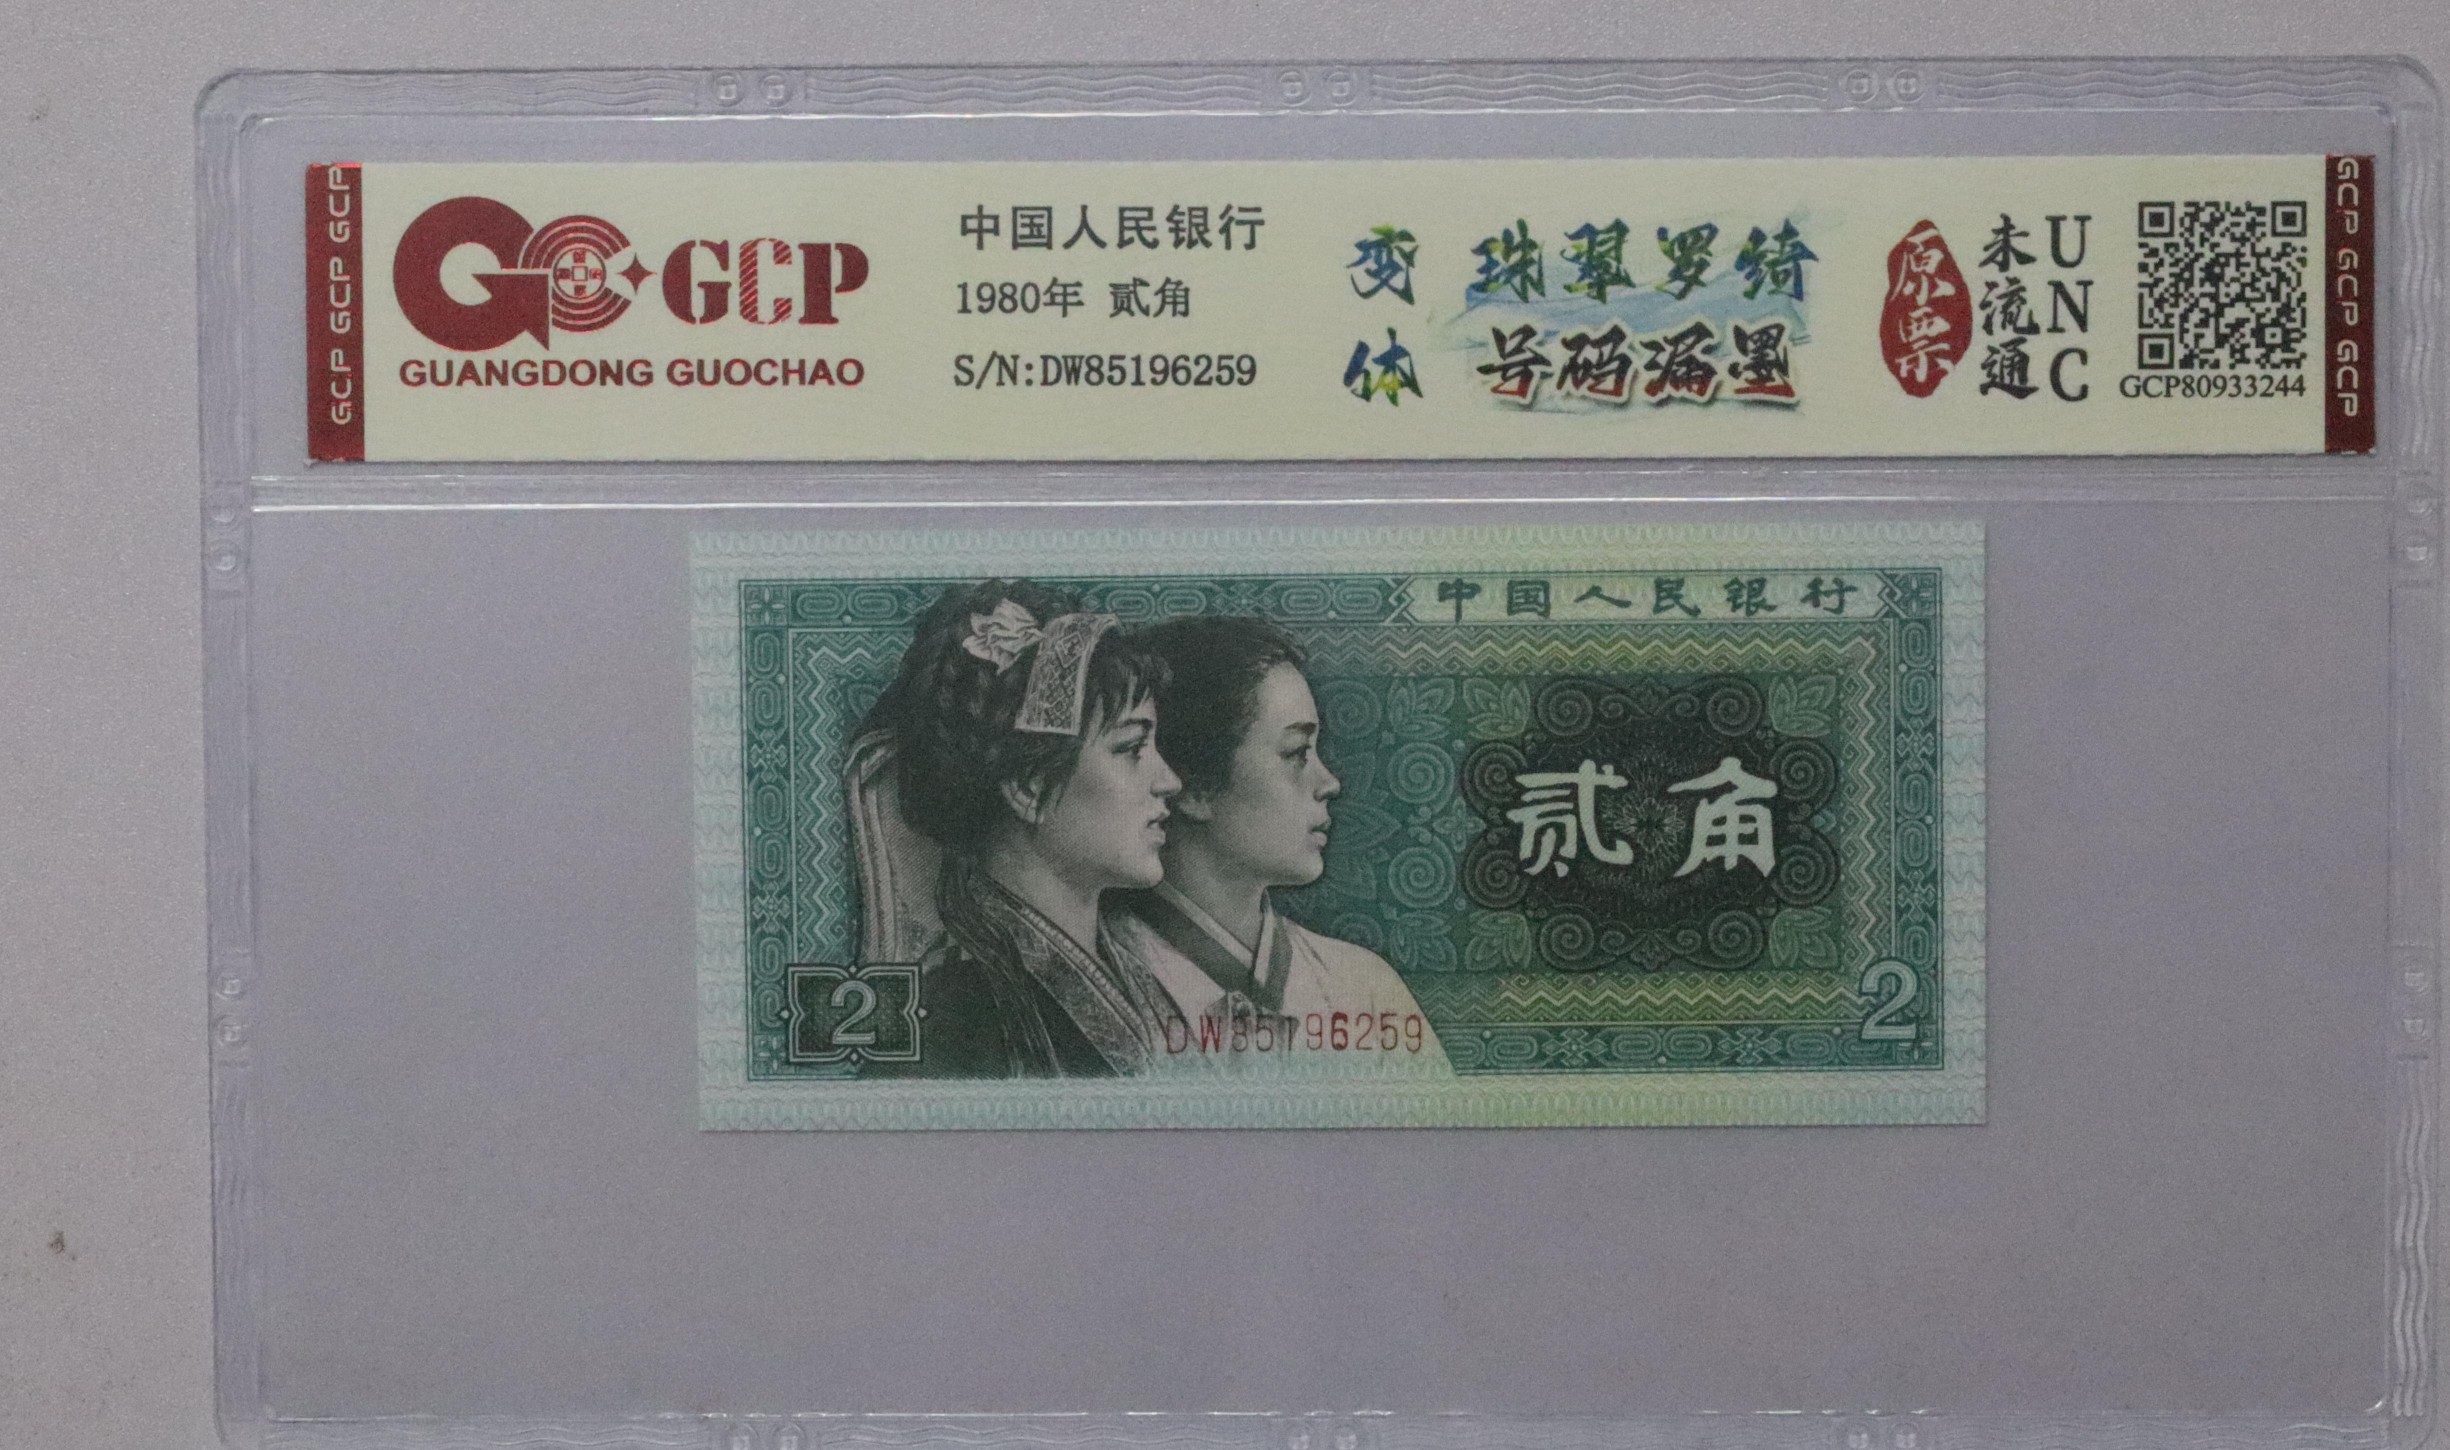 GCP GCP GCP
GCP
GUANGDONG GUOCHAO
中国人民银行
1980年 贰角
S/N:DW85196259
变体
珠翠罗绮
号码漏墨
原票
未流通
UNC
GCP80933244
GCP GCP GCP
中国人民银行
贰角
2
DW85196259
2